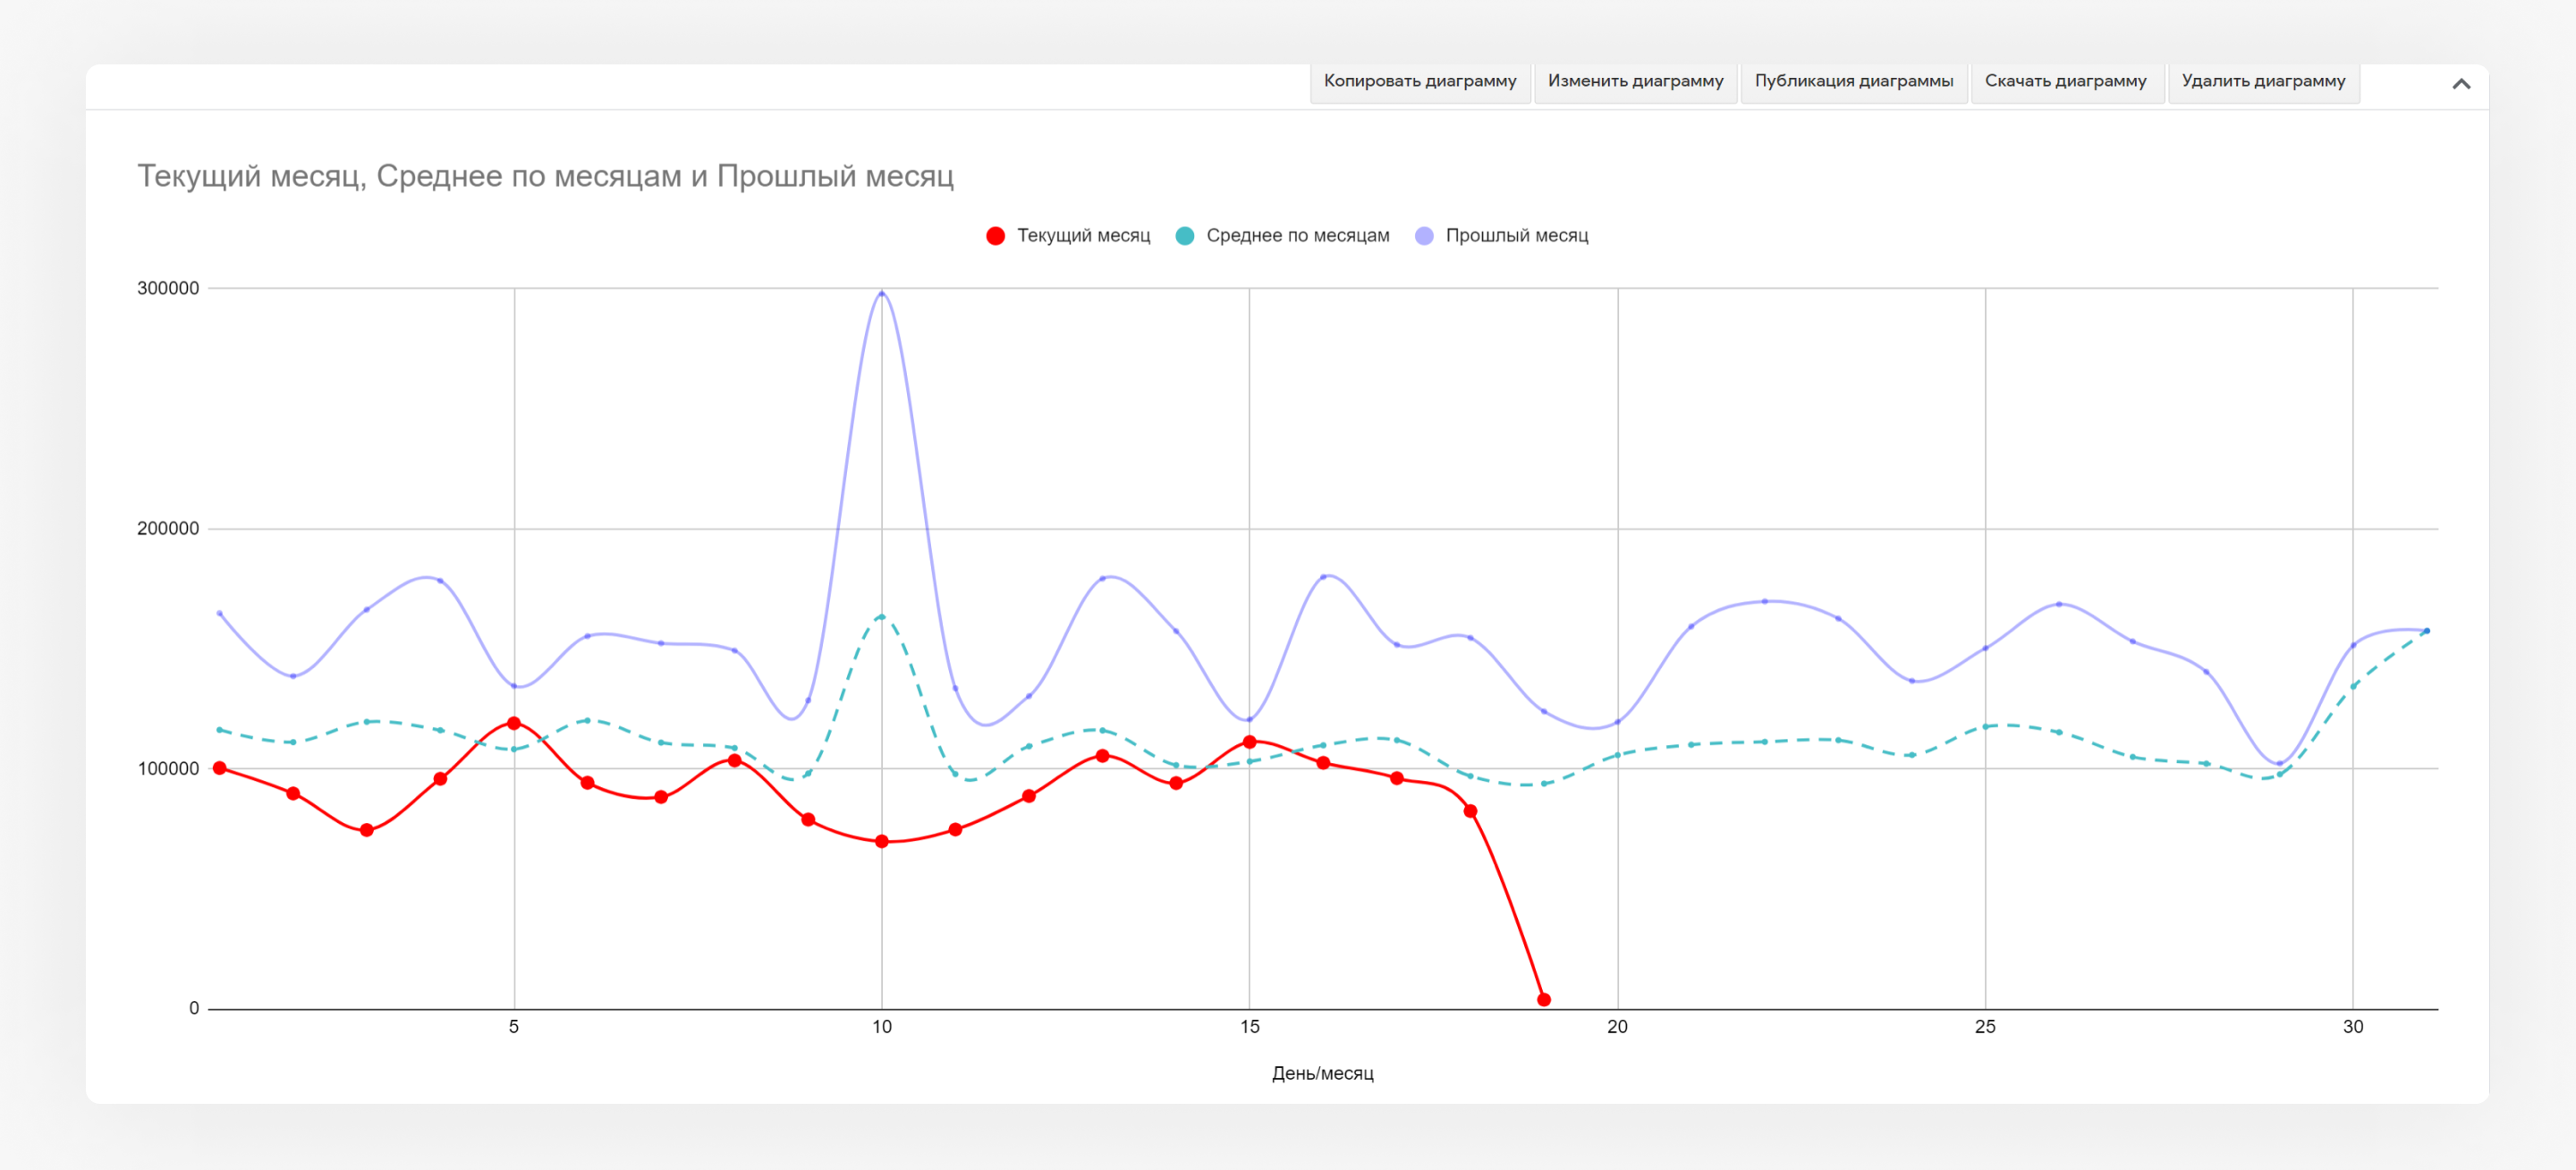 Копировать диаграмму Изменить диаграмму Публикация диаграммы Скачать диаграмму Удалить диаграмму
Текущий месяц, Среднее по месяцам и Прошлый месяц
Текущий месяц Среднее по месяцам Прошлый месяц
300000
200000
100000
0
5 10 15 20 25 30
День/месяц